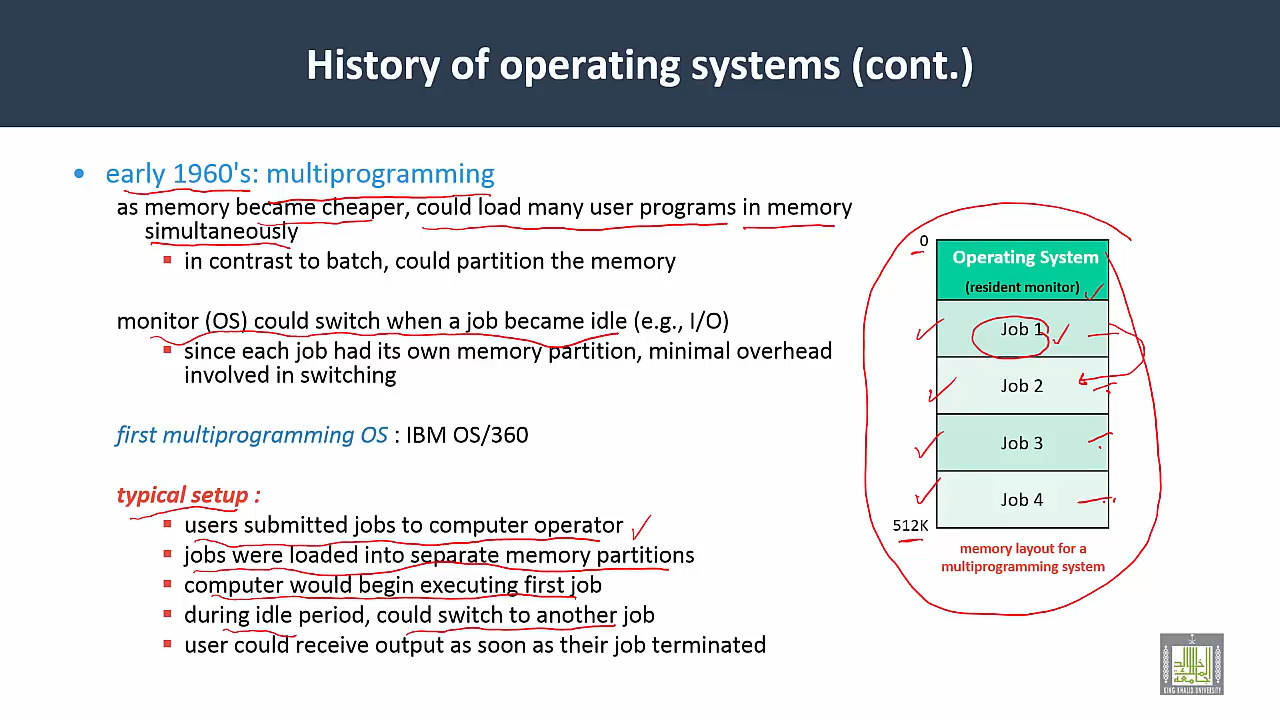 History of operating systems (cont.)
• early 1960's: multiprogramming
as memory became cheaper, could load many user programs in memory
simultaneously
▪ in contrast to batch, could partition the memory
monitor (OS) could switch when a job became idle (e.g., I/O)
▪ since each job had its own memory partition, minimal overhead
involved in switching
first multiprogramming OS : IBM OS/360
typical setup :
▪ users submitted jobs to computer operator
▪ jobs were loaded into separate memory partitions
▪ computer would begin executing first job
▪ during idle period, could switch to another job
▪ user could receive output as soon as their job terminated
0
Operating System
(resident monitor)
Job 1
Job 2
Job 3
Job 4
512K
memory layout for a
multiprogramming system
KING KHALID UNIVERSITY